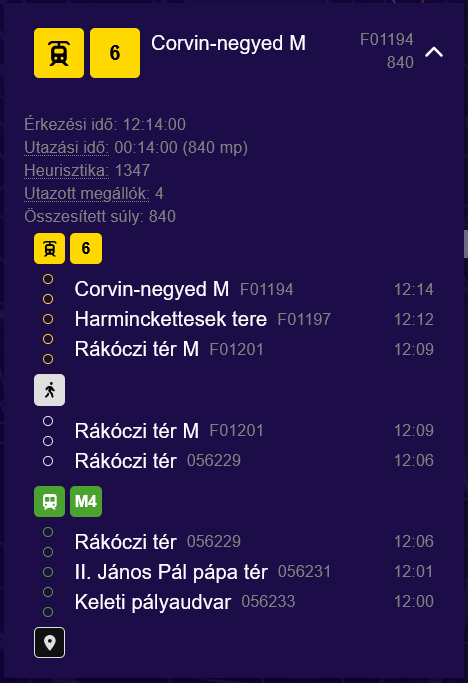 6 Corvin-negyed M F01194
840
Érkezési idő: 12:14:00
Utazási idő: 00:14:00 (840 mp)
Heurisztika: 1347
Utazott megállók: 4
Összesített súly: 840
6
Corvin-negyed M F01194 12:14
Harminckettesek tere F01197 12:12
Rákóczi tér M F01201 12:09
Rákóczi tér M F01201 12:09
Rákóczi tér 056229 12:06
M4
Rákóczi tér 056229 12:06
II. János Pál pápa tér 056231 12:01
Keleti pályaudvar 056233 12:00